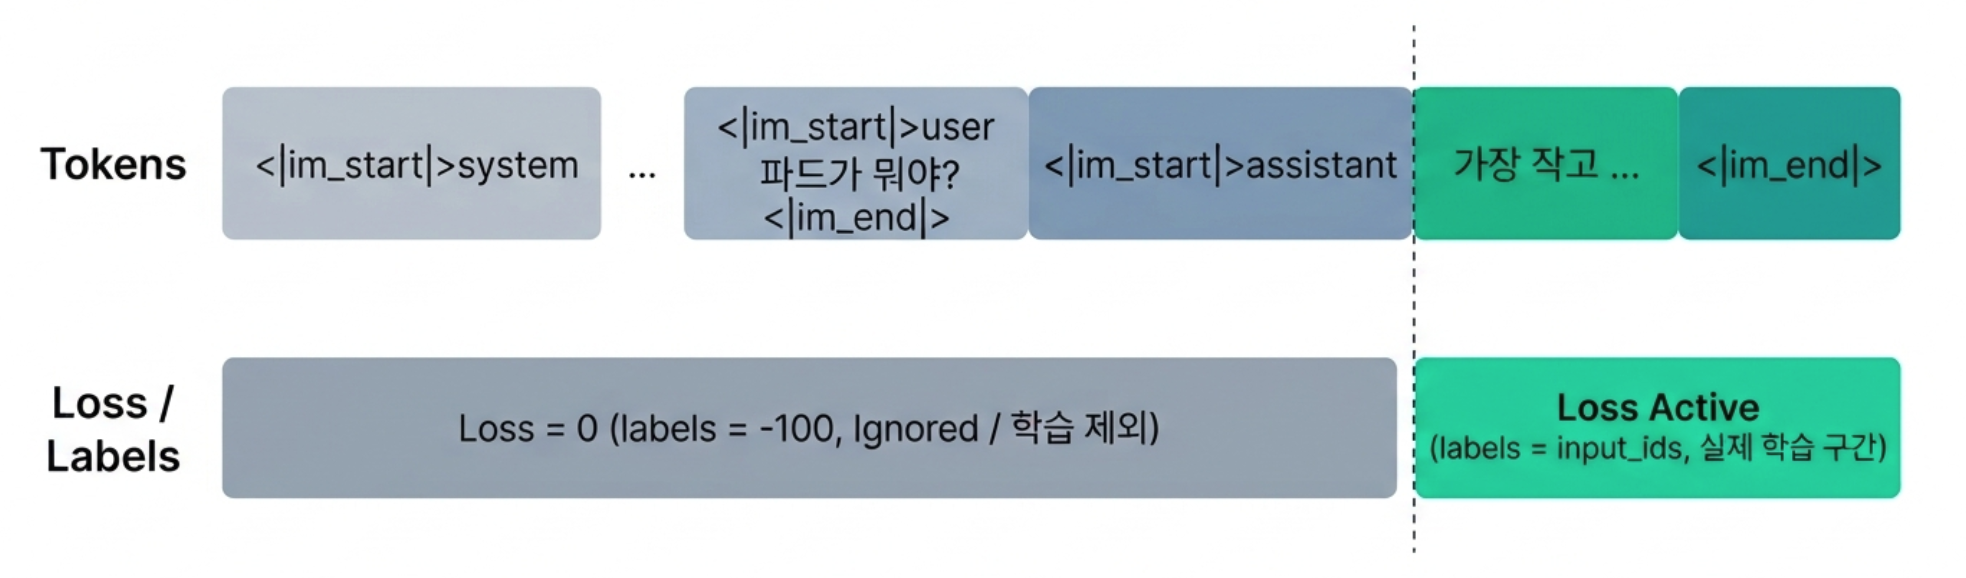 Tokens
<|im_start|>system
...
<|im_start|>user
파드가 뭐야?
<|im_end|>
<|im_start|>assistant
가장 작고 ...
<|im_end|>
Loss /
Labels
Loss = 0 (labels = -100, Ignored / 학습 제외)
Loss Active
(labels = input_ids, 실제 학습 구간)